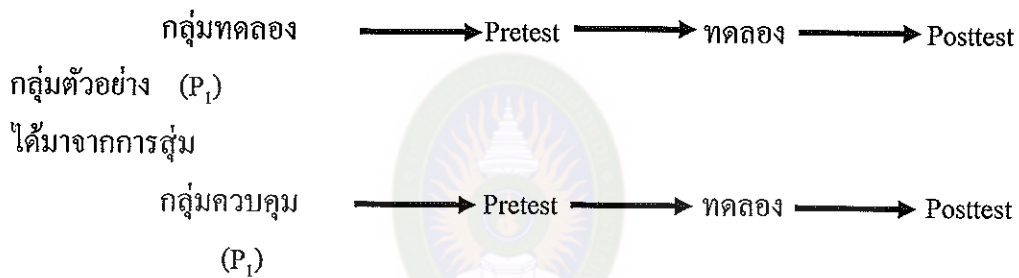 กลุ่มทดลอง Pretest ทดลอง Posttest
กลุ่มตัวอย่าง (P₁)
ได้มาจากการสุ่ม
กลุ่มควบคุม Pretest ทดลอง Posttest
(P₁)